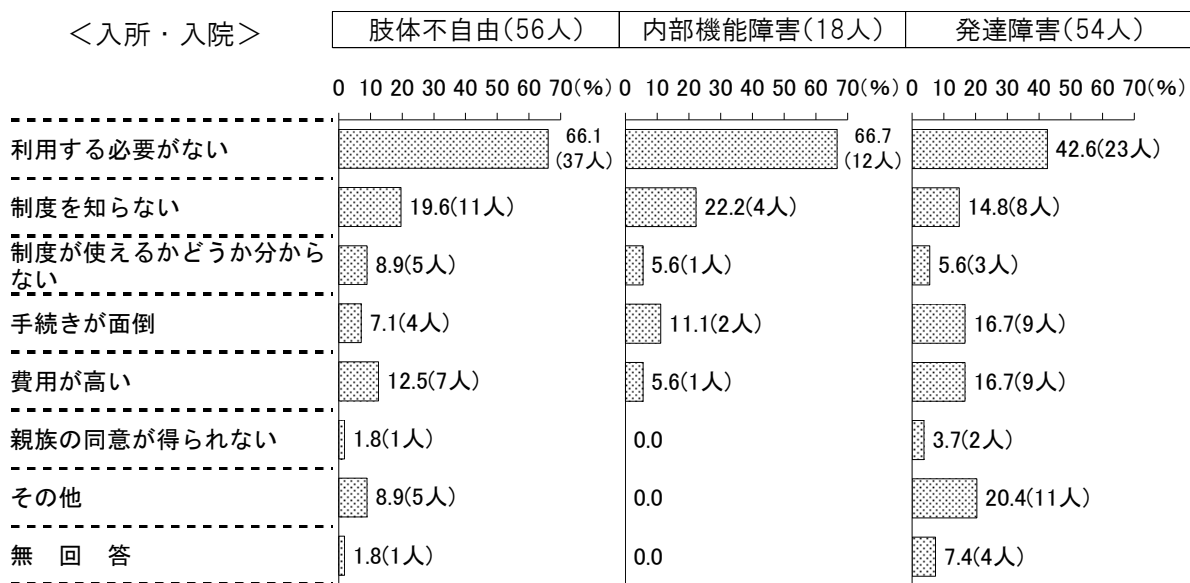 ＜入所・入院＞
肢体不自由(56人) 内部機能障害(18人) 発達障害(54人)
0 10 20 30 40 50 60 70(%) 0 10 20 30 40 50 60 70(%) 0 10 20 30 40 50 60 70(%)
利用する必要がない 66.1(37人) 66.7(12人) 42.6(23人)
制度を知らない 19.6(11人) 22.2(4人) 14.8(8人)
制度が使えるかどうか分から
ない 8.9(5人) 5.6(1人) 5.6(3人)
手続きが面倒 7.1(4人) 11.1(2人) 16.7(9人)
費用が高い 12.5(7人) 5.6(1人) 16.7(9人)
親族の同意が得られない 1.8(1人) 0.0 3.7(2人)
その他 8.9(5人) 0.0 20.4(11人)
無　回　答 1.8(1人) 0.0 7.4(4人)